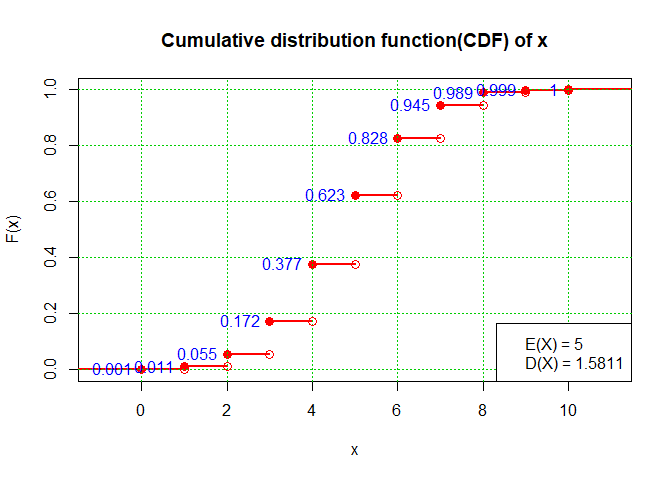 Cumulative distribution function(CDF) of x
F(x)
1.0
0.8
0.6
0.4
0.2
0.0
0.001
0.011
0.055
0.172
0.377
0.623
0.828
0.945
0.989
0.999
1
E(X) = 5
D(X) = 1.5811
0 2 4 6 8 10
x